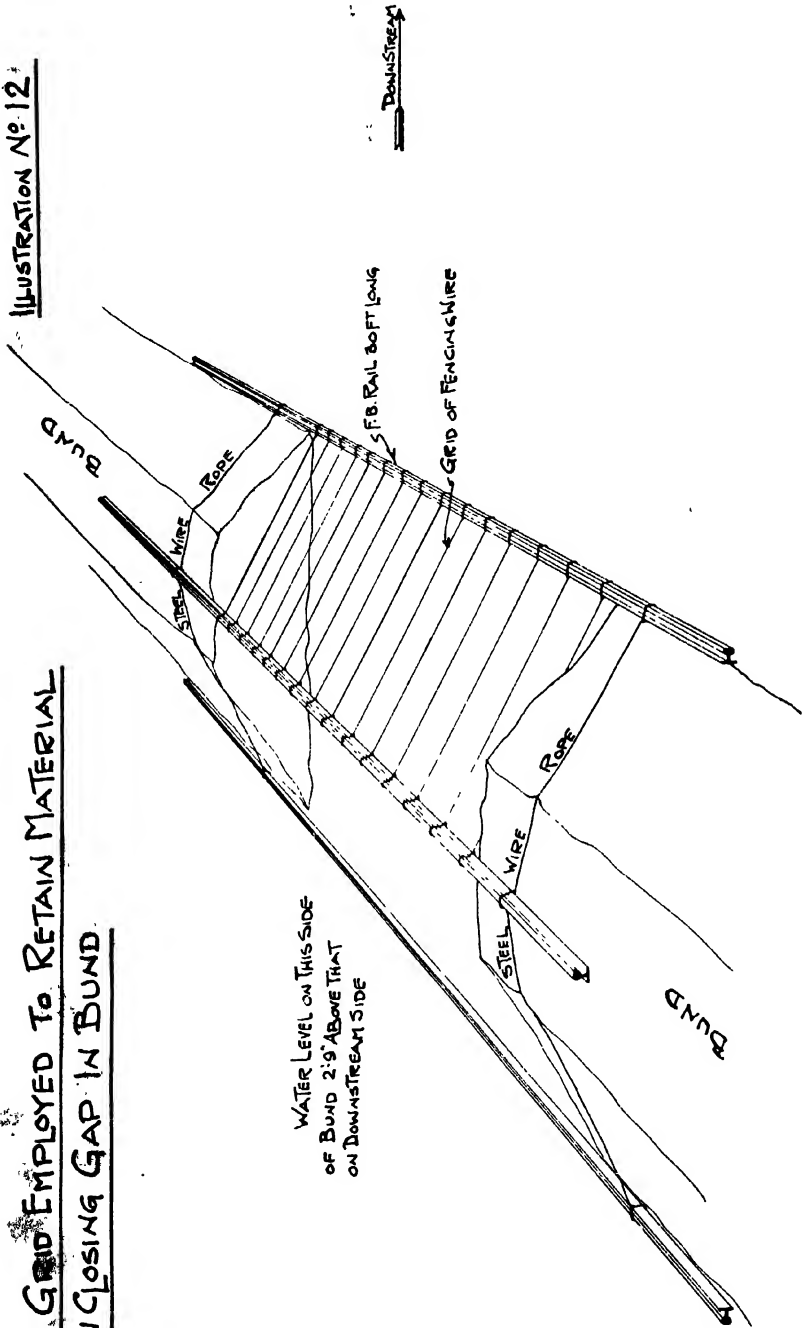 ILLUSTRATION No. 12.
GRID EMPLOYED TO RETAIN MATERIAL
CLOSING GAP IN BUND
DOWNSTREAM
BUND
STEEL WIRE ROPE
F.B. RAIL 30FT LONG
GRID OF FENCING WIRE
WATER LEVEL ON THIS SIDE
OF BUND 2'9" ABOVE THAT
ON DOWNSTREAM SIDE
STEEL WIRE ROPE
BUND